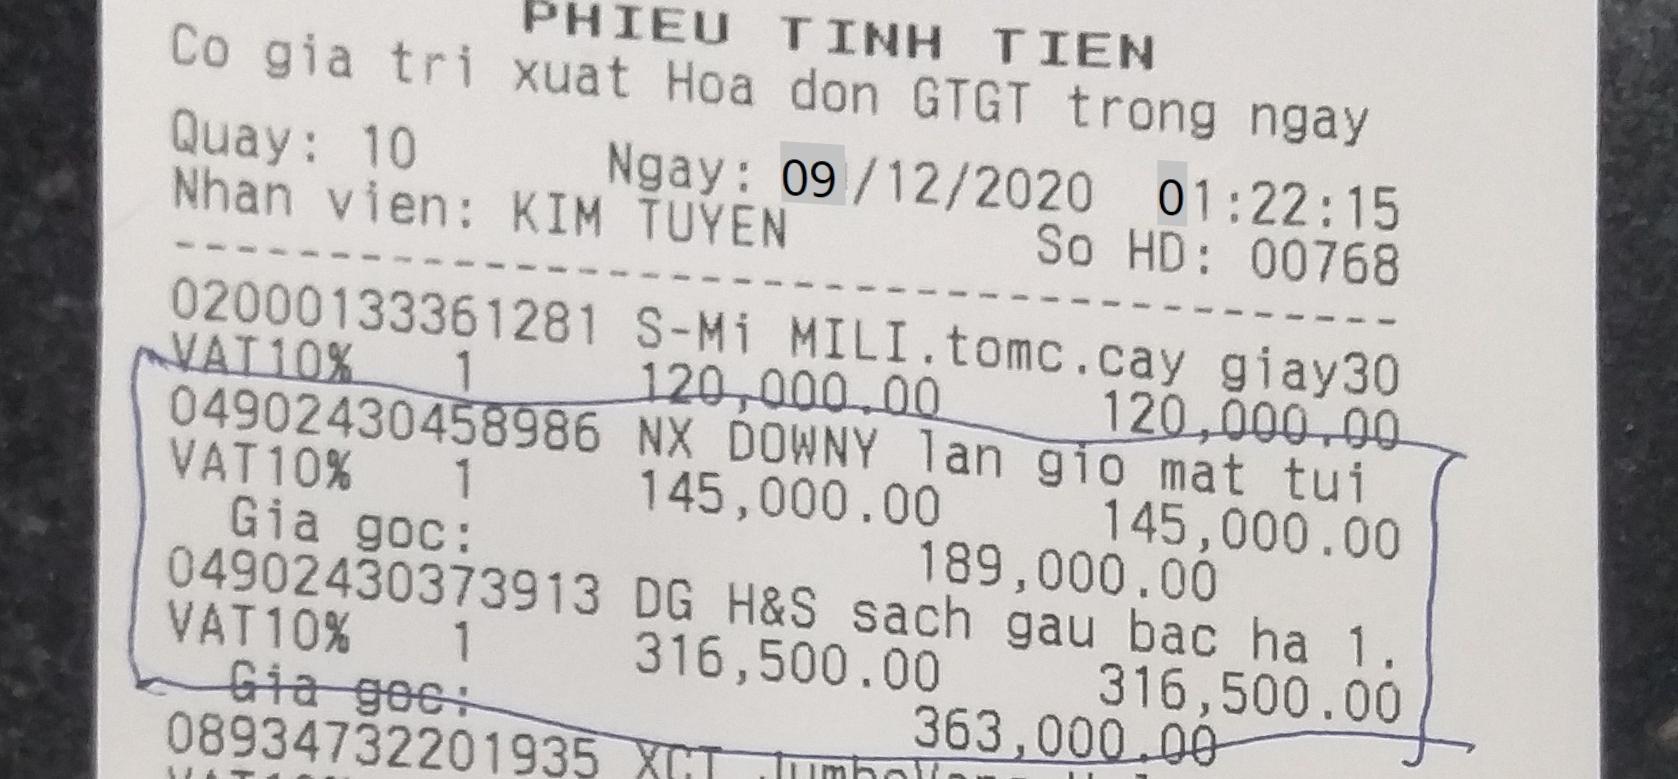 PHIEU TINH TIEN
Co gia tri xuat Hoa don GTGT trong ngay
Quay: 10 Ngay: 09/12/2020 01:22:15
Nhan vien: KIM TUYEN So HD: 00768
02000133361281 S-Mi MILI.tomc.cay giay30
VAT10% 1 120,000.00 120,000.00
04902430458986 NX DOWNY lan gio mat tui
VAT10% 1 145,000.00 145,000.00
Gia goc: 189,000.00
04902430373913 DG H&S sach gau bac ha 1.
VAT10% 1 316,500.00 316,500.00
Gia goc: 363,000.00
08934732201935 XCT